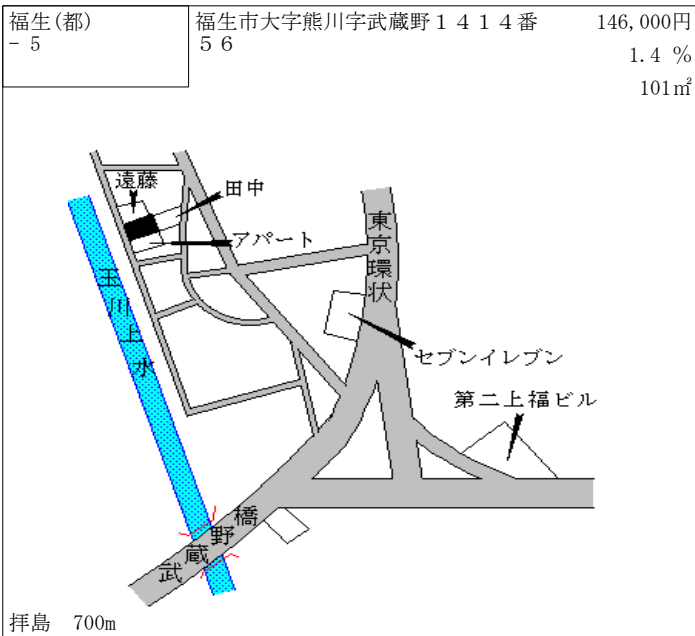 福生(都)
- 5
福生市大字熊川字武蔵野1414番
56
146,000円
1.4 %
101㎡
遠藤
田中
アパート
東京環状
玉川上水
セブンイレブン
第二上福ビル
武蔵野橋
拝島 700m